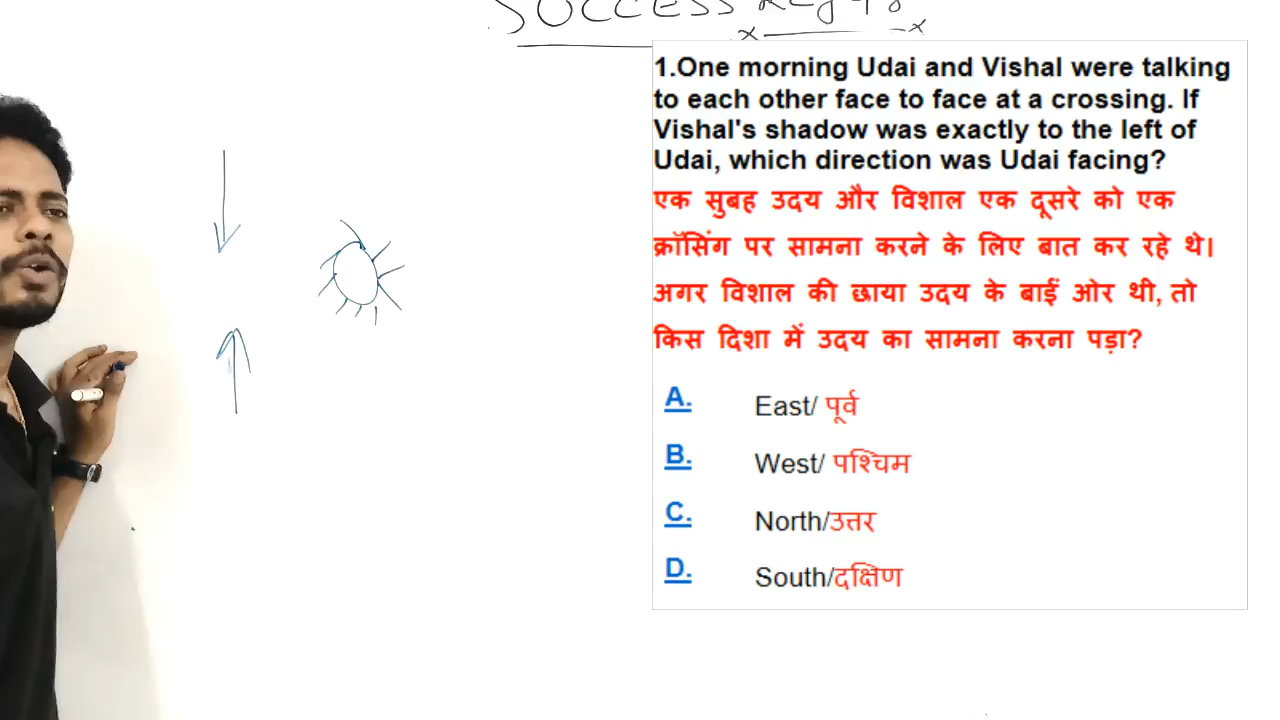 SUCCESS
1.One morning Udai and Vishal were talking
to each other face to face at a crossing. If
Vishal's shadow was exactly to the left of
Udai, which direction was Udai facing?
एक सुबह उदय और विशाल एक दूसरे को एक
क्रॉसिंग पर सामना करने के लिए बात कर रहे थे।
अगर विशाल की छाया उदय के बाईं ओर थी, तो
किस दिशा में उदय का सामना करना पड़ा?
A. East/ पूर्व
B. West/ पश्चिम
C. North/उत्तर
D. South/दक्षिण